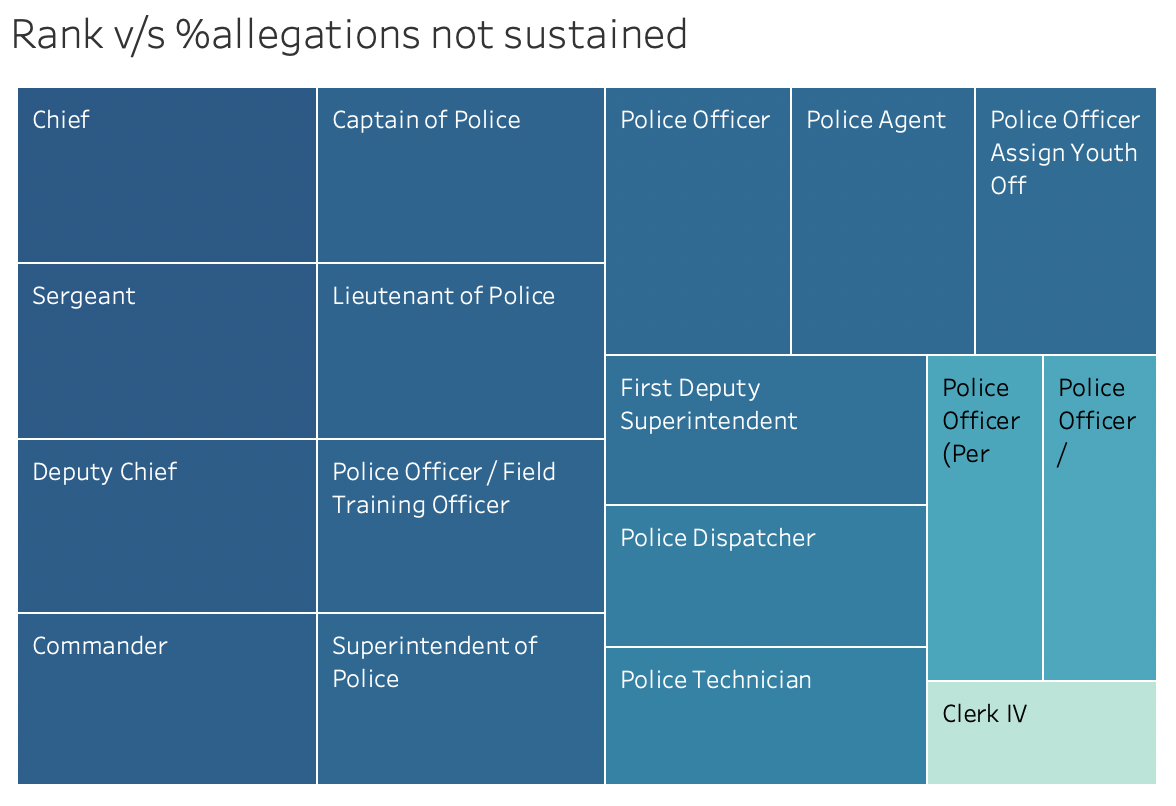 Rank v/s %allegations not sustained
Chief
Sergeant
Deputy Chief
Commander
Captain of Police
Lieutenant of Police
Police Officer / Field
Training Officer
Superintendent of
Police
Police Officer
Police Agent
Police Officer
Assign Youth
Off
First Deputy
Superintendent
Police Dispatcher
Police Technician
Police
Officer
(Per
Police
Officer
/
Clerk IV